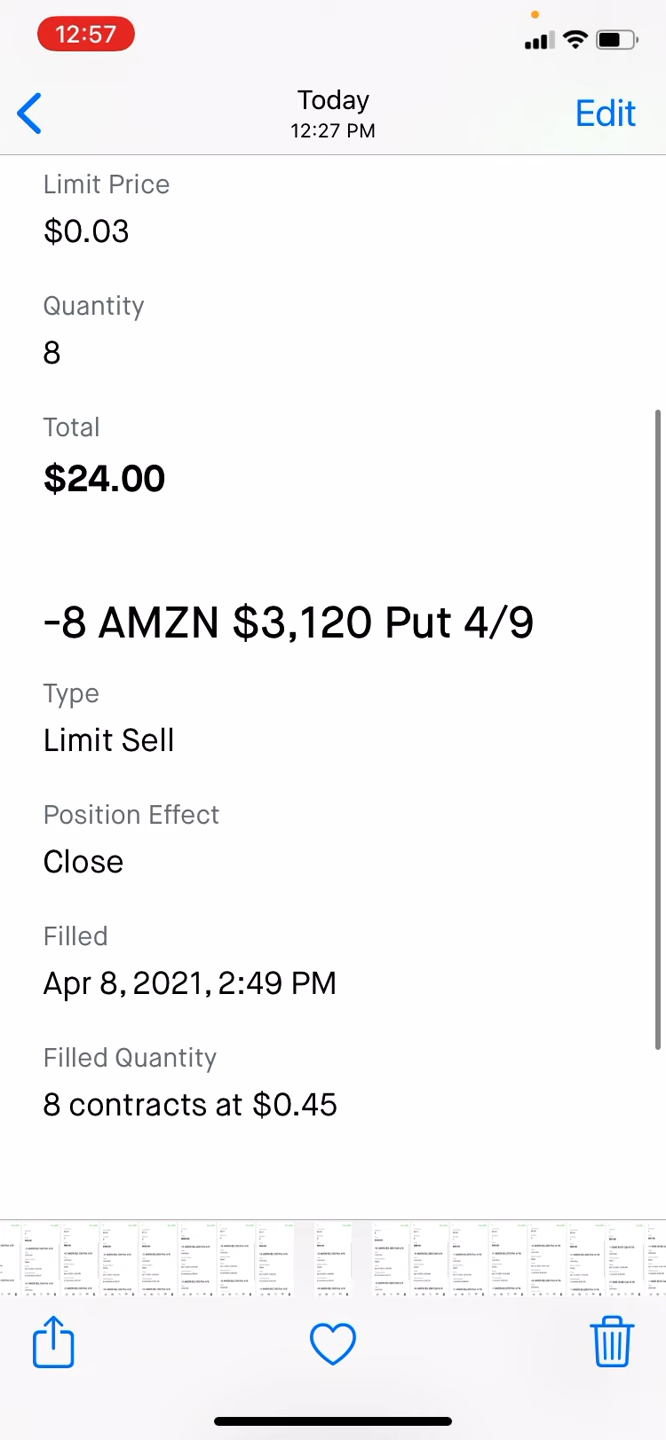 12:57
Today
12:27 PM
Edit
Limit Price
$0.03
Quantity
8
Total
$24.00
-8 AMZN $3,120 Put 4/9
Type
Limit Sell
Position Effect
Close
Filled
Apr 8, 2021, 2:49 PM
Filled Quantity
8 contracts at $0.45